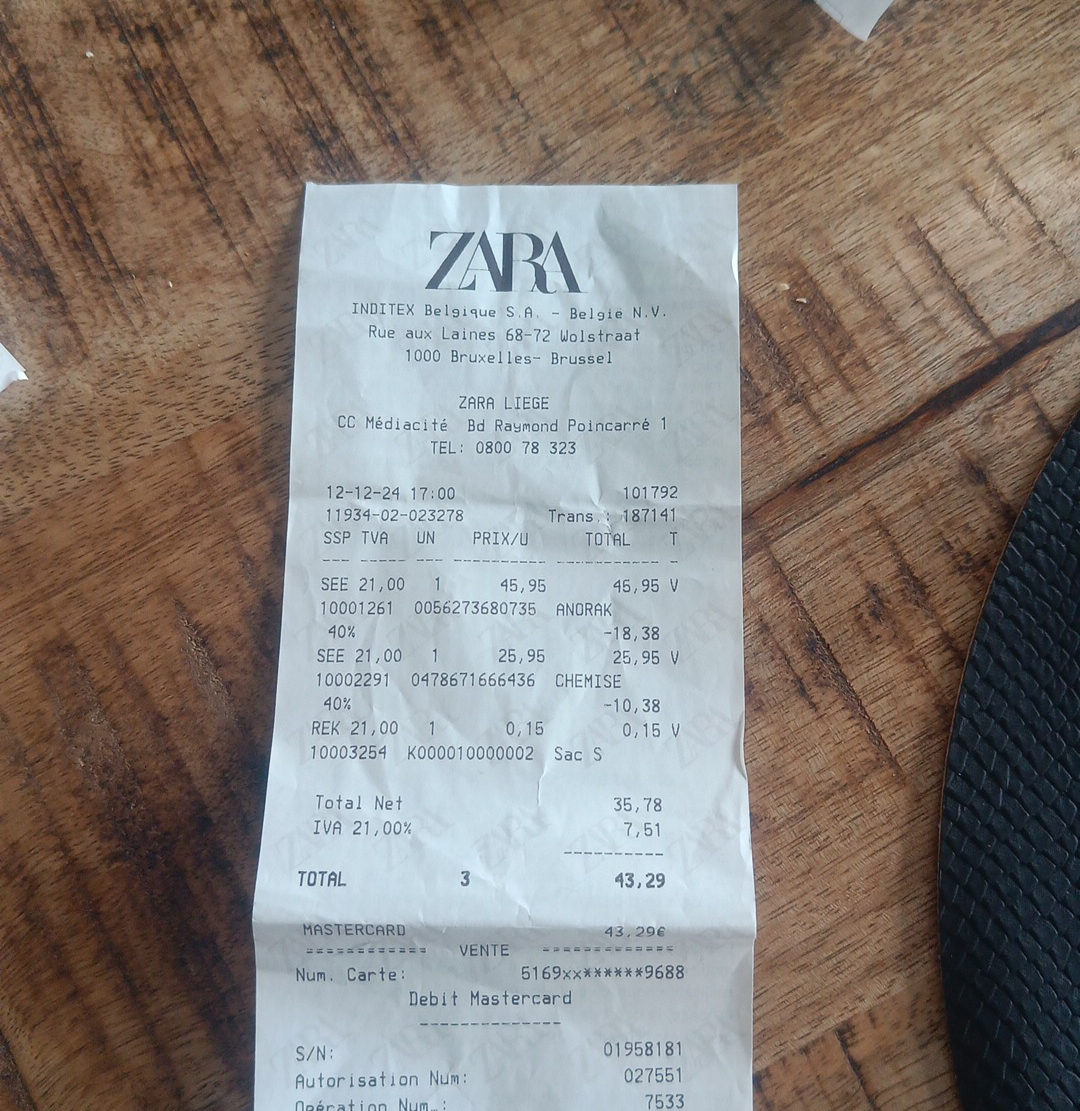 ZARA
INDITEX Belgique S.A. - België N.V.
Rue aux Laines 68-72 Wolstraat
1000 Bruxelles- Brussel
ZARA LIEGE
CC Médiacité Bd Raymond Poincarré 1
TEL: 0800 78 323
12-12-24 17:00 101792
11934-02-023278 Trans.: 187141
SSP TVA UN PRIX/U TOTAL T
--- ------ --- -------- ----------- -
SEE 21,00 1 45,95 45,95 V
10001261 0056273680735 ANORAK
40% -18,38
SEE 21,00 1 25,95 25,95 V
10002291 0478671666436 CHEMISE
40% -10,38
REK 21,00 1 0,15 0,15 V
10003254 K000010000002 Sac S
Total Net 35,78
IVA 21,00% 7,51
----------
TOTAL 3 43,29
MASTERCARD 43,29€
============ VENTE =============
Num. Carte: 5169xx******9688
Debit Mastercard
--------------
S/N: 01958181
Autorisation Num: 027551
Opération Num.: 7533